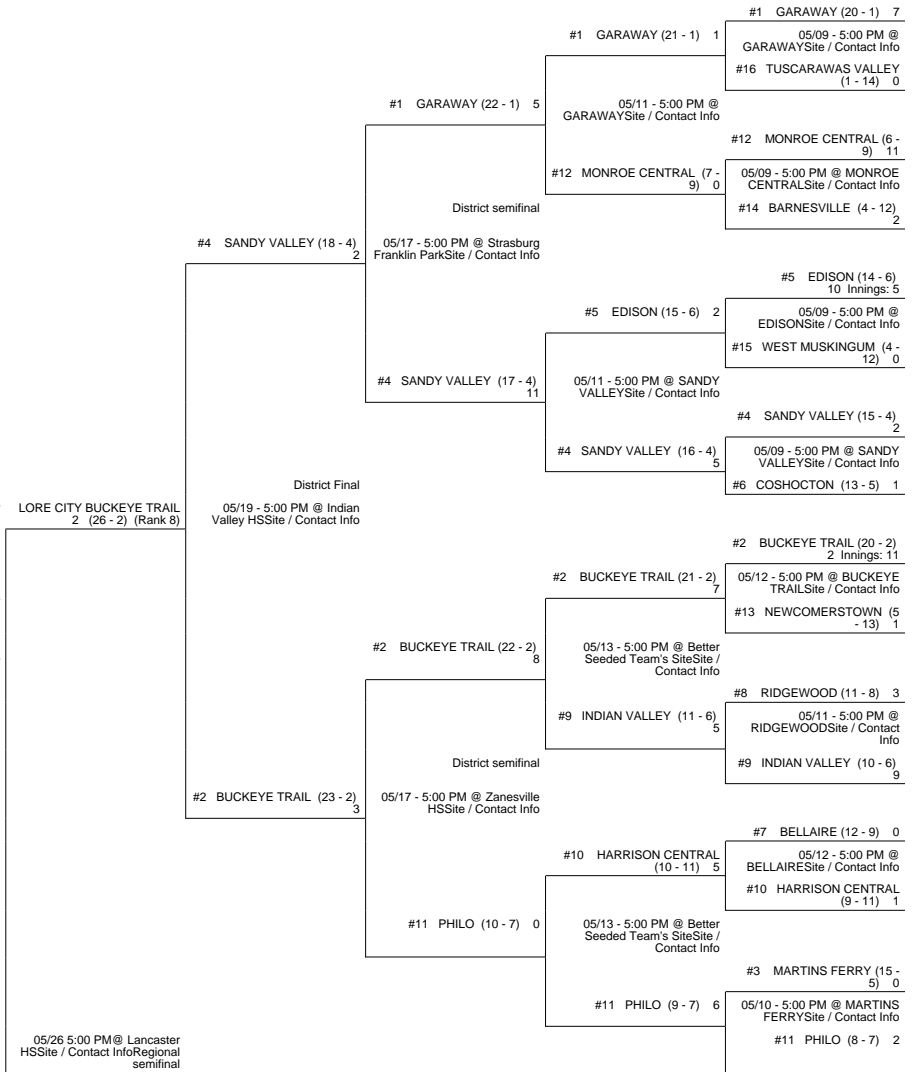 #1 GARAWAY (20 - 1) 7
05/09 - 5:00 PM @
GARAWAYSite / Contact Info
#16 TUSCARAWAS VALLEY
(1 - 14) 0
#1 GARAWAY (21 - 1) 1
05/11 - 5:00 PM @
GARAWAYSite / Contact Info
#12 MONROE CENTRAL (6 -
9) 11
05/09 - 5:00 PM @ MONROE
CENTRALSite / Contact Info
#14 BARNESVILLE (4 - 12)
2
#12 MONROE CENTRAL (7 -
9) 0
#1 GARAWAY (22 - 1) 5
District semifinal
05/17 - 5:00 PM @ Strasburg
Franklin ParkSite / Contact Info
#4 SANDY VALLEY (18 - 4)
2
#5 EDISON (14 - 6)
10 Innings: 5
05/09 - 5:00 PM @
EDISONSite / Contact Info
#15 WEST MUSKINGUM (4 -
12) 0
#5 EDISON (15 - 6) 2
05/11 - 5:00 PM @ SANDY
VALLEYSite / Contact Info
#4 SANDY VALLEY (17 - 4)
11
#4 SANDY VALLEY (15 - 4)
2
05/09 - 5:00 PM @ SANDY
VALLEYSite / Contact Info
#6 COSHOCTON (13 - 5) 1
#4 SANDY VALLEY (16 - 4)
5
District Final
05/19 - 5:00 PM @ Indian
Valley HSSite / Contact Info
LORE CITY BUCKEYE TRAIL
2 (26 - 2) (Rank 8)
#2 BUCKEYE TRAIL (20 - 2)
2 Innings: 11
05/12 - 5:00 PM @ BUCKEYE
TRAILSite / Contact Info
#13 NEWCOMERSTOWN (5
- 13) 1
#2 BUCKEYE TRAIL (21 - 2)
7
05/13 - 5:00 PM @ Better
Seeded Team's SiteSite /
Contact Info
#2 BUCKEYE TRAIL (22 - 2)
8
#8 RIDGEWOOD (11 - 8) 3
05/11 - 5:00 PM @
RIDGEWOODSite / Contact
Info
#9 INDIAN VALLEY (10 - 6)
9
#9 INDIAN VALLEY (11 - 6)
5
District semifinal
05/17 - 5:00 PM @ Zanesville
HSSite / Contact Info
#2 BUCKEYE TRAIL (23 - 2)
3
#7 BELLAIRE (12 - 9) 0
05/12 - 5:00 PM @
BELLAIRESite / Contact Info
#10 HARRISON CENTRAL
(9 - 11) 1
#10 HARRISON CENTRAL
(10 - 11) 5
05/13 - 5:00 PM @ Better
Seeded Team's SiteSite /
Contact Info
#11 PHILO (10 - 7) 0
#3 MARTINS FERRY (15 -
5) 0
05/10 - 5:00 PM @ MARTINS
FERRYSite / Contact Info
#11 PHILO (8 - 7) 2
#11 PHILO (9 - 7) 6
05/26 5:00 PM@ Lancaster
HSSite / Contact InfoRegional
semifinal